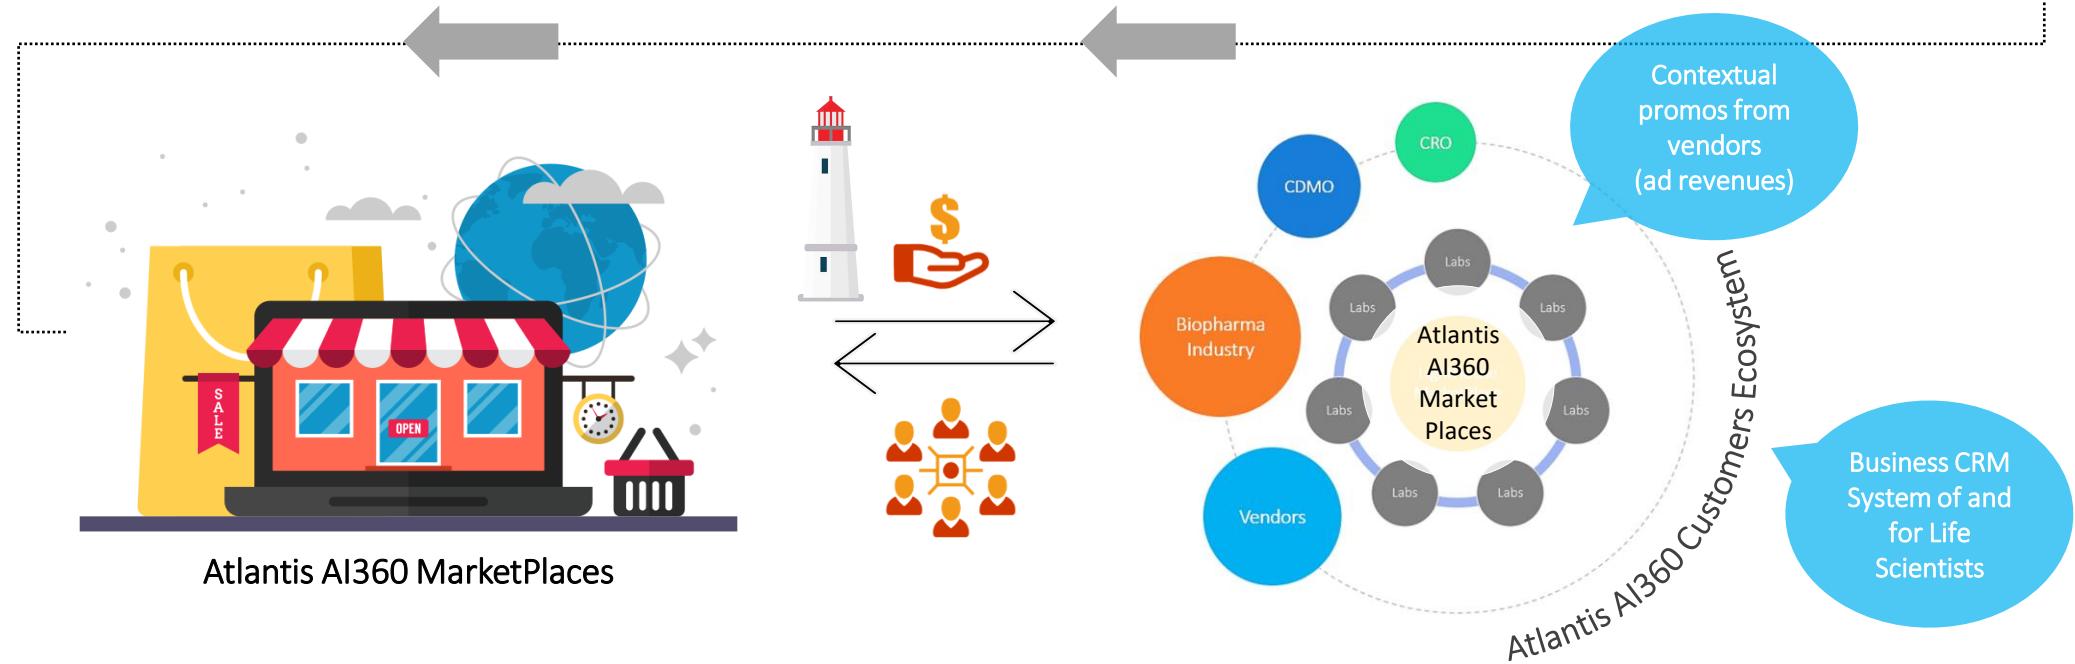 Contextual
promos from
vendors
(ad revenues)
CRO
CDMO
Biopharma
Industry
Vendors
Labs
Labs
Labs
Labs
Labs
Labs
Labs
Atlantis
AI360
Market
Places
Atlantis AI360 Customers Ecosystem
Business CRM
System of and
for Life
Scientists
SALE
OPEN
Atlantis AI360 MarketPlaces